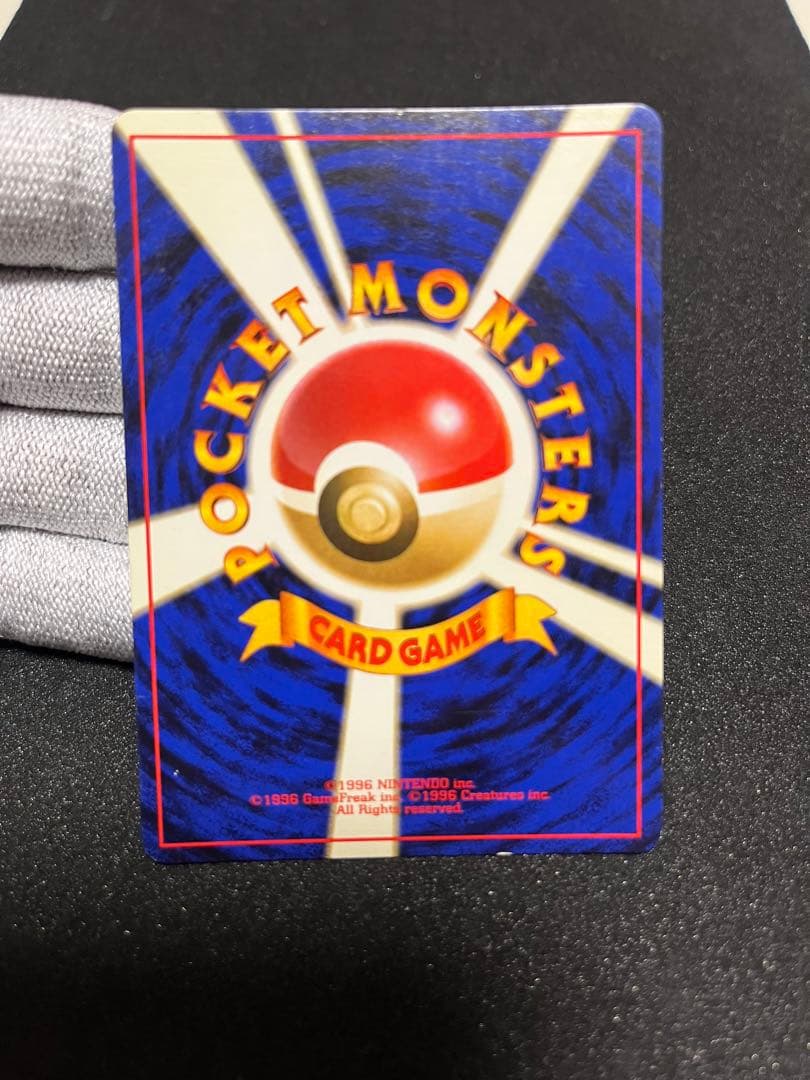 POCKET MONSTERS
CARD GAME
©1996 NINTENDO inc.
©1996 GameFreak inc. ©1996 Creatures inc.
All Rights reserved.